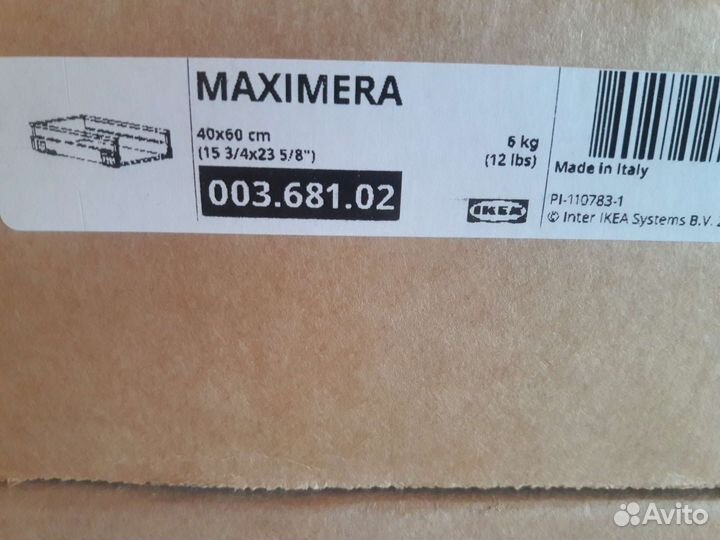 MAXIMERA
40x60 cm
(15 3/4x23 5/8")
003.681.02
6 kg
(12 lbs)
IKEA
Made in Italy
PI-110783-1
© Inter IKEA Systems B.V.
Avito